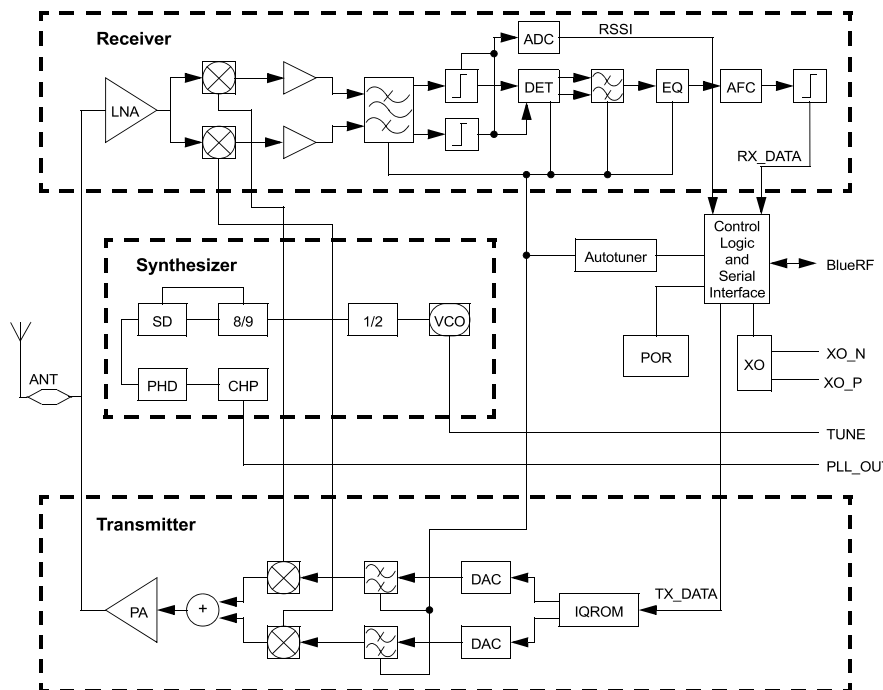 Receiver
ADC
RSSI
LNA
DET
EQ
AFC
RX_DATA
Control
Logic
and
Serial
Interface
Autotuner
BlueRF
Synthesizer
SD
8/9
1/2
VCO
POR
XO
XO_N
XO_P
ANT
PHD
CHP
TUNE
PLL_OU
Transmitter
DAC
PA
+
IQROM
TX_DATA
DAC